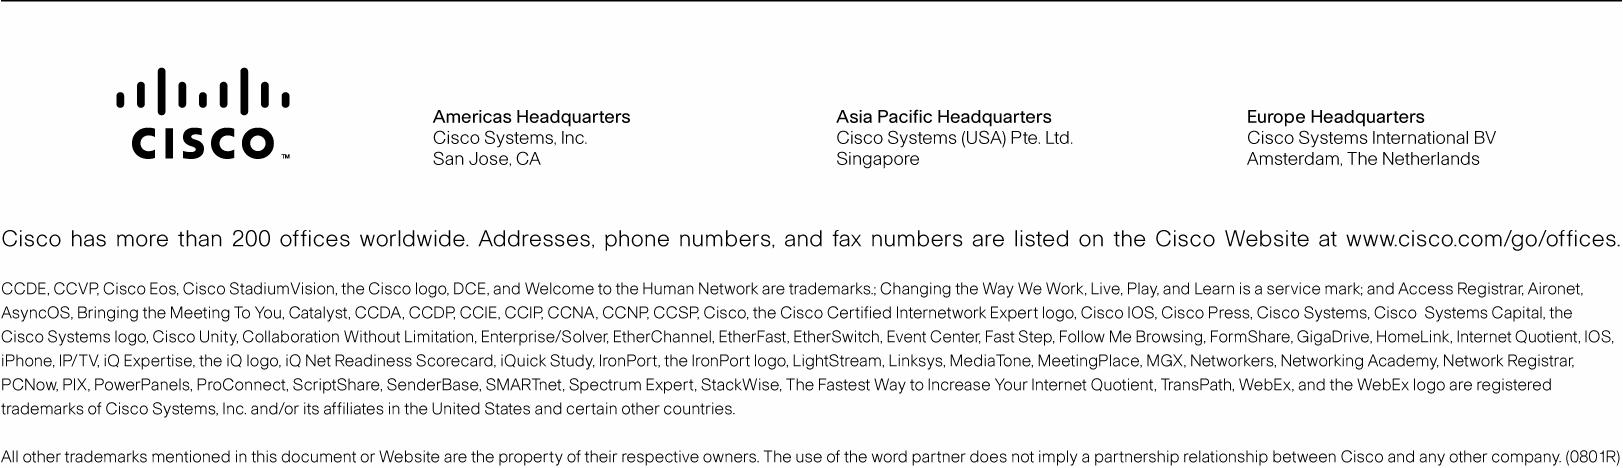 CISCO™
Americas Headquarters
Cisco Systems, Inc.
San Jose, CA
Asia Pacific Headquarters
Cisco Systems (USA) Pte. Ltd.
Singapore
Europe Headquarters
Cisco Systems International BV
Amsterdam, The Netherlands
Cisco has more than 200 offices worldwide. Addresses, phone numbers, and fax numbers are listed on the Cisco Website at www.cisco.com/go/offices.
CCDE, CCVP, Cisco Eos, Cisco StadiumVision, the Cisco logo, DCE, and Welcome to the Human Network are trademarks.; Changing the Way We Work, Live, Play, and Learn is a service mark; and Access Registrar, Aironet,
AsyncOS, Bringing the Meeting To You, Catalyst, CCDA, CCDP, CCIE, CCIP, CCNA, CCNP, CCSP, Cisco, the Cisco Certified Internetwork Expert logo, Cisco IOS, Cisco Press, Cisco Systems, Cisco Systems Capital, the
Cisco Systems logo, Cisco Unity, Collaboration Without Limitation, Enterprise/Solver, EtherChannel, EtherFast, EtherSwitch, Event Center, Fast Step, Follow Me Browsing, FormShare, GigaDrive, HomeLink, Internet Quotient, IOS,
iPhone, IP/TV, iQ Expertise, the iQ logo, iQ Net Readiness Scorecard, iQuick Study, IronPort, the IronPort logo, LightStream, Linksys, MediaTone, MeetingPlace, MGX, Networkers, Networking Academy, Network Registrar,
PCNow, PIX, PowerPanels, ProConnect, ScriptShare, SenderBase, SMARTnet, Spectrum Expert, StackWise, The Fastest Way to Increase Your Internet Quotient, TransPath, WebEx, and the WebEx logo are registered
trademarks of Cisco Systems, Inc. and/or its affiliates in the United States and certain other countries.
All other trademarks mentioned in this document or Website are the property of their respective owners. The use of the word partner does not imply a partnership relationship between Cisco and any other company. (0801R)